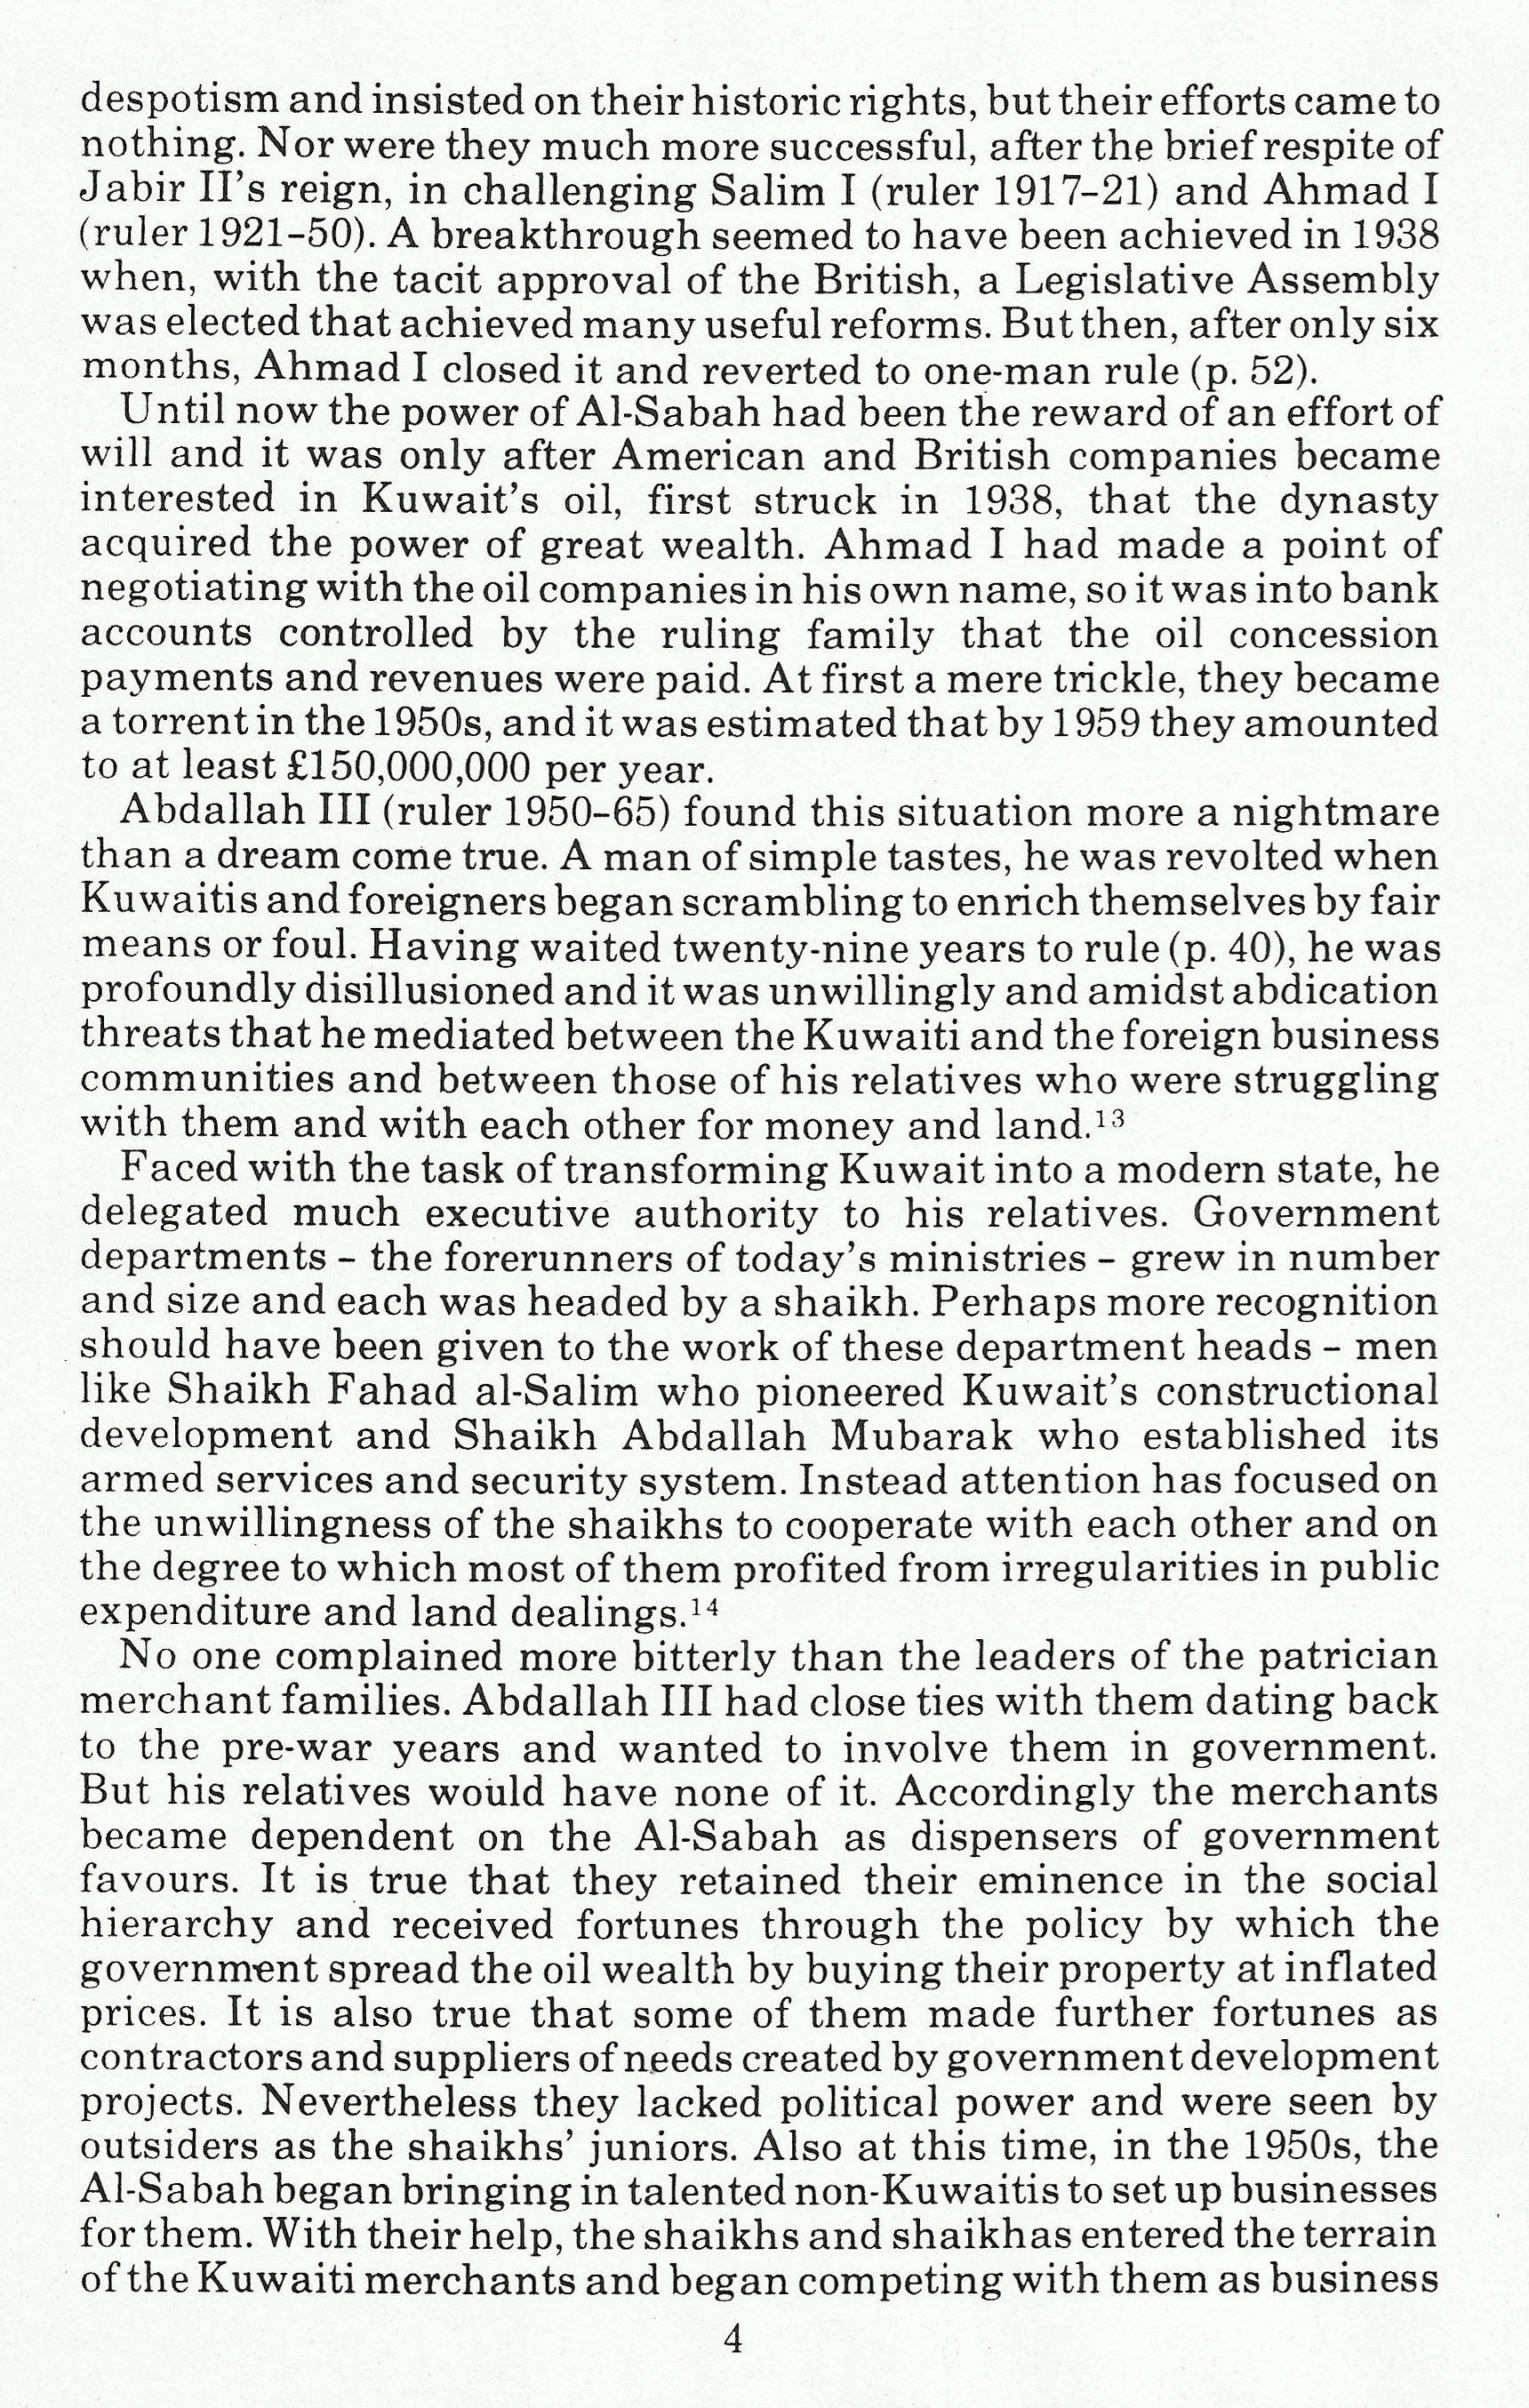 despotism and insisted on their historic rights, but their efforts came to
nothing. Nor were they much more successful, after the brief respite of
Jabir II's reign, in challenging Salim I (ruler 1917–21) and Ahmad I
(ruler 1921–50). A breakthrough seemed to have been achieved in 1938
when, with the tacit approval of the British, a Legislative Assembly
was elected that achieved many useful reforms. But then, after only six
months, Ahmad I closed it and reverted to one-man rule (p. 52).
Until now the power of Al-Sabah had been the reward of an effort of
will and it was only after American and British companies became
interested in Kuwait's oil, first struck in 1938, that the dynasty
acquired the power of great wealth. Ahmad I had made a point of
negotiating with the oil companies in his own name, so it was into bank
accounts controlled by the ruling family that the oil concession
payments and revenues were paid. At first a mere trickle, they became
a torrent in the 1950s, and it was estimated that by 1959 they amounted
to at least £150,000,000 per year.
Abdallah III (ruler 1950–65) found this situation more a nightmare
than a dream come true. A man of simple tastes, he was revolted when
Kuwaitis and foreigners began scrambling to enrich themselves by fair
means or foul. Having waited twenty-nine years to rule (p. 40), he was
profoundly disillusioned and it was unwillingly and amidst abdication
threats that he mediated between the Kuwaiti and the foreign business
communities and between those of his relatives who were struggling
with them and with each other for money and land.¹³
Faced with the task of transforming Kuwait into a modern state, he
delegated much executive authority to his relatives. Government
departments – the forerunners of today's ministries – grew in number
and size and each was headed by a shaikh. Perhaps more recognition
should have been given to the work of these department heads – men
like Shaikh Fahad al-Salim who pioneered Kuwait's constructional
development and Shaikh Abdallah Mubarak who established its
armed services and security system. Instead attention has focused on
the unwillingness of the shaikhs to cooperate with each other and on
the degree to which most of them profited from irregularities in public
expenditure and land dealings.¹⁴
No one complained more bitterly than the leaders of the patrician
merchant families. Abdallah III had close ties with them dating back
to the pre-war years and wanted to involve them in government.
But his relatives would have none of it. Accordingly the merchants
became dependent on the Al-Sabah as dispensers of government
favours. It is true that they retained their eminence in the social
hierarchy and received fortunes through the policy by which the
government spread the oil wealth by buying their property at inflated
prices. It is also true that some of them made further fortunes as
contractors and suppliers of needs created by government development
projects. Nevertheless they lacked political power and were seen by
outsiders as the shaikhs' juniors. Also at this time, in the 1950s, the
Al-Sabah began bringing in talented non-Kuwaitis to set up businesses
for them. With their help, the shaikhs and shaikhas entered the terrain
of the Kuwaiti merchants and began competing with them as business
4